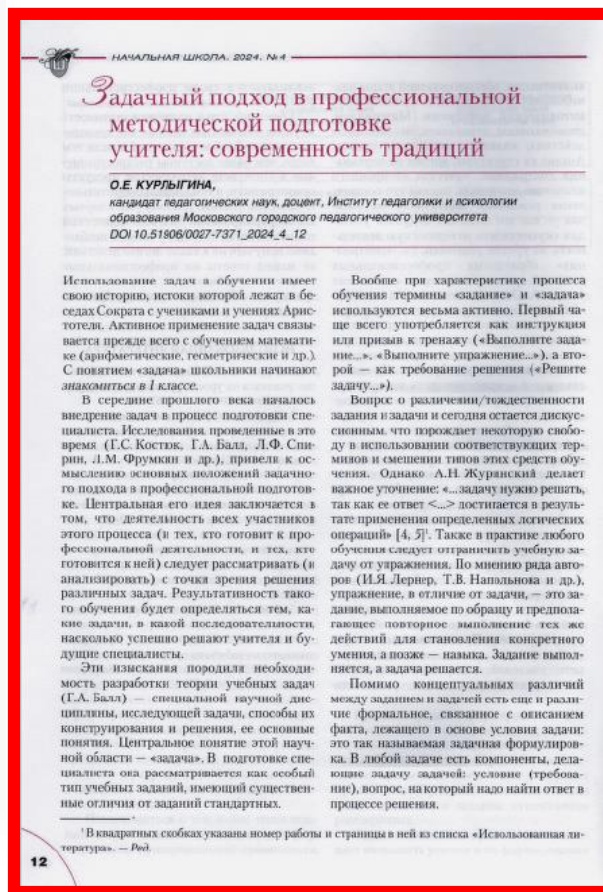 НАЧАЛЬНАЯ ШКОЛА. 2024. №4
Задачный подход в профессиональной
методической подготовке
учителя: современность традиций
О.Е. КУРЛЫГИНА,
кандидат педагогических наук, доцент, Институт педагогики и психологии
образования Московского городского педагогического университета
DOI 10.51906/0027-7371_2024_4_12
Использование задач в обучении имеет
свою историю, истоки которой лежат в бе-
седах Сократа с учениками и учениях Арис-
тотеля. Активное применение задач связы-
вается прежде всего с обучением математи-
ке (арифметические, геометрические и др.).
С понятием «задача» школьники начинают
знакомиться в 1 классе.
В середине прошлого века началось
внедрение задач в процесс подготовки спе-
циалиста. Исследования, проведенные в это
время (Г.С. Костюк, Г.А. Балл, Л.Ф. Спи-
рин, Л.М. Фрумкин и др.), привели к ос-
мыслению основных положений задачно-
го подхода в профессиональной подготов-
ке. Центральная его идея заключается в
том, что деятельность всех участников
этого процесса (и тех, кто готовит к про-
фессиональной деятельности, и тех, кто
готовится к ней) следует рассматривать (и
анализировать) с точки зрения решения
различных задач. Результативность тако-
го обучения будет определяться тем, ка-
кие задачи, в какой последовательности,
насколько успешно решают учителя и бу-
дущие специалисты.
Эти изыскания породили необходи-
мость разработки теории учебных задач
(Г.А. Балл) — специальной научной дис-
циплины, исследующей задачи, способы их
конструирования и решения, ее основные
понятия. Центральное понятие этой науч-
ной области — «задача». В подготовке спе-
циалиста она рассматривается как особый
тип учебных заданий, имеющий существен-
ные отличия от заданий стандартных.
Вообще при характеристике процесса
обучения термины «задание» и «задача»
используются весьма активно. Первый ча-
ще всего употребляется как инструкция
или призыв к тренажу («Выполните зада-
ние...», «Выполните упражнение...»), а вто-
рой — как требование решения («Решите
задачу...»).
Вопрос о различении/тождественности
задания и задачи и сегодня остается дискус-
сионным, что порождает некоторую свобо-
ду в использовании соответствующих тер-
минов и смешении типов этих средств обу-
чения. Однако А.Н. Журинский делает
важное уточнение: «...задачу нужно решать,
так как ее ответ <...> достигается в резуль-
тате применения определенных логических
операций» [4, 5]¹. Также в практике любого
обучения следует отграничить учебную за-
дачу от упражнения. По мнению ряда авто-
ров (И.Я. Лернер, Т.В. Напольнова и др.),
упражнение, в отличие от задачи, — это за-
дание, выполняемое по образцу и предпола-
гающее повторное выполнение тех же
действий для становления конкретного
умения, а позже — навыка. Задание выпол-
няется, а задача решается.
Помимо концептуальных различий
между заданием и задачей есть еще и разли-
чие формальное, связанное с описанием
факта, лежащего в основе условия задачи:
это так называемая задачная формулиров-
ка. В любой задаче есть компоненты, дела-
ющие задачу задачей: условие (требова-
ние), вопрос, на который надо найти ответ в
процессе решения.
¹ В квадратных скобках указаны номер работы и страницы в ней из списка «Использованная ли-
тература». — Ред.
12